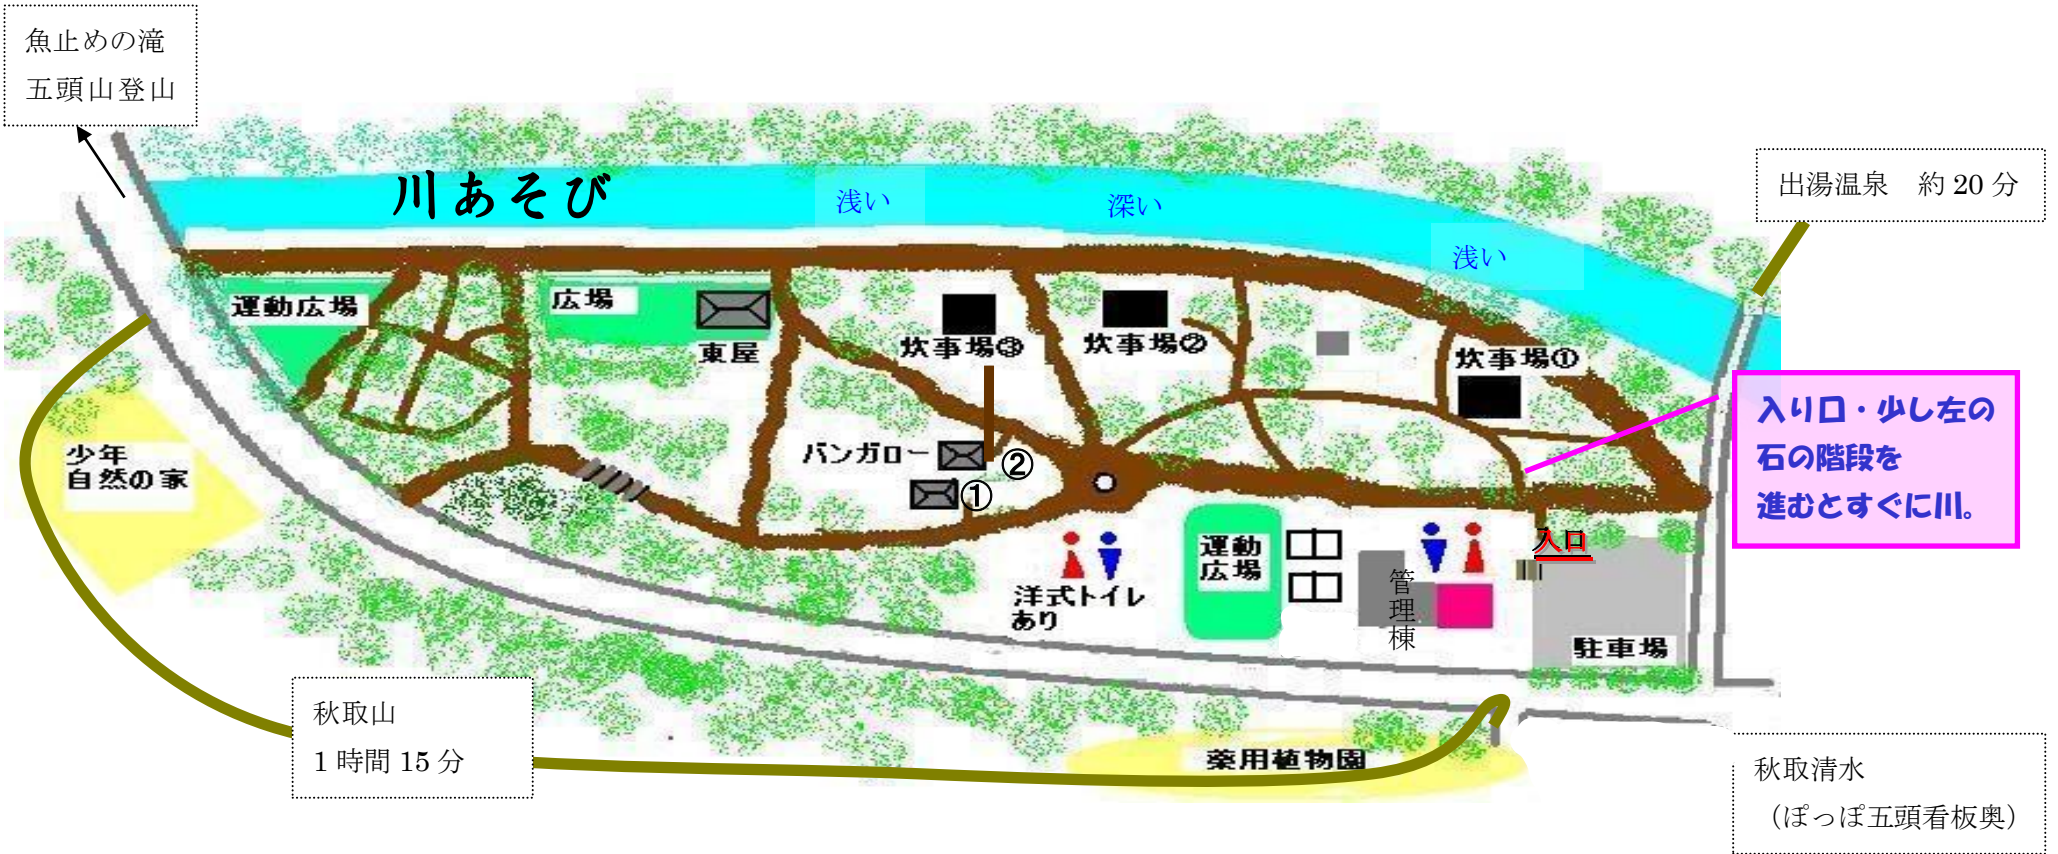 魚止めの滝
五頭山登山
川あそび
浅い
深い
浅い
出湯温泉　約 20 分
運動広場
広場
東屋
炊事場③
炊事場②
炊事場①
入り口・少し左の
石の階段を
進むとすぐに川。
少年
自然の家
バンガロー
②
①
洋式トイレ
あり
運動
広場
管理棟
入口
駐車場
秋取山
1 時間 15 分
薬用植物園
秋取清水
（ぽっぽ五頭看板奥）